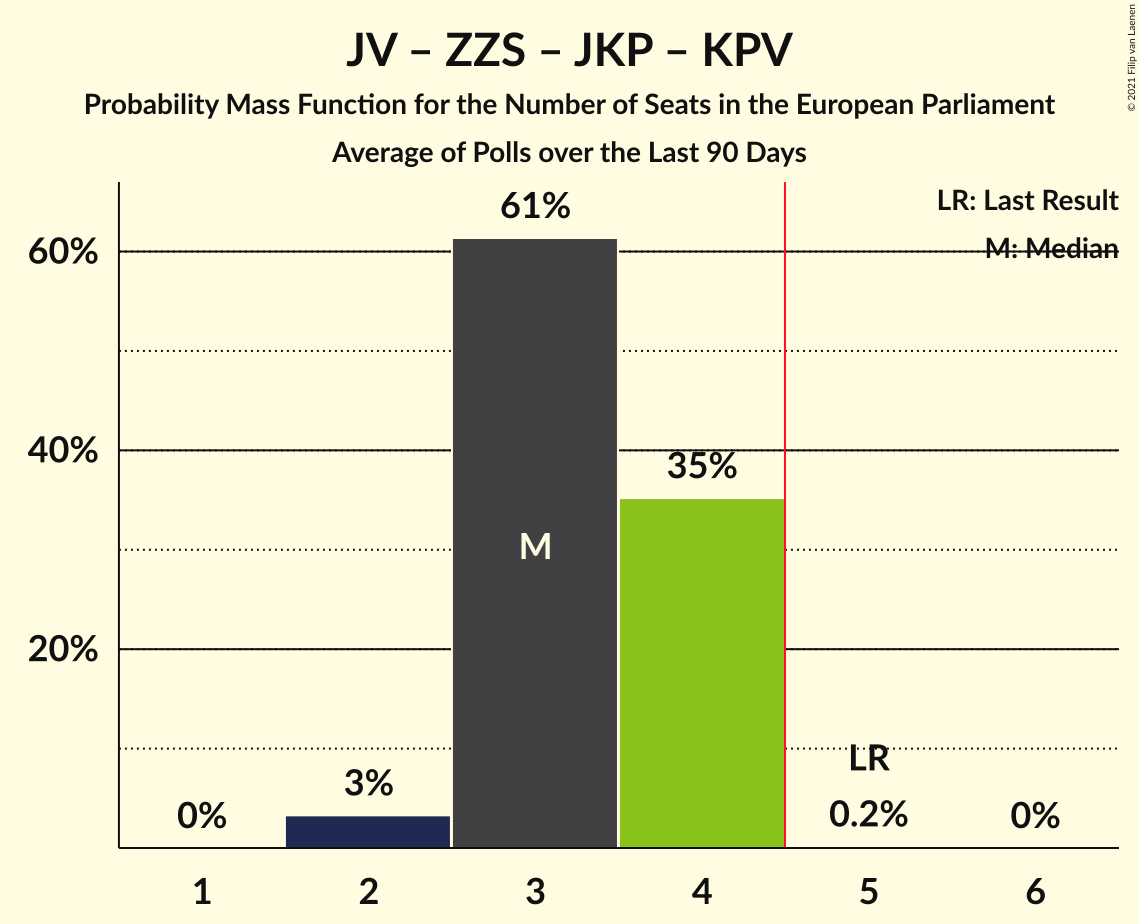 JV – ZZS – JKP – KPV
Probability Mass Function for the Number of Seats in the European Parliament
Average of Polls over the Last 90 Days
© 2021 Filip van Laenen
LR: Last Result
M: Median
61%
60%
40%
35%
M
20%
LR
3%
0%
0.2%
0%
1 2 3 4 5 6